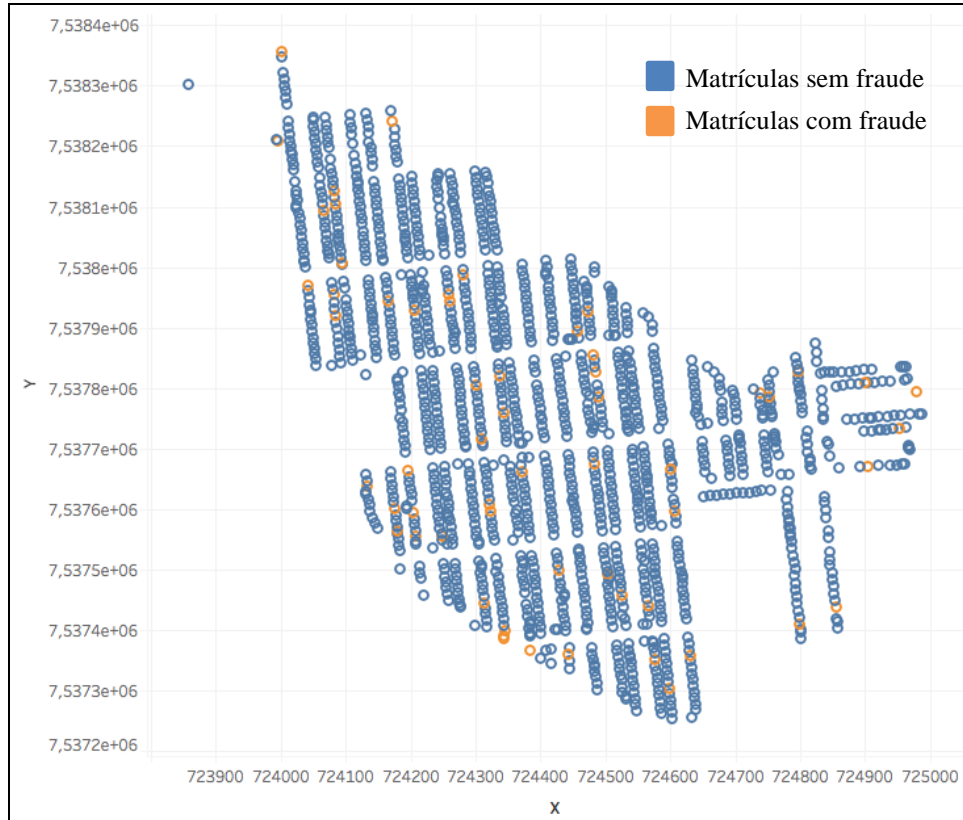 7,5384e+06
7,5383e+06
7,5382e+06
7,5381e+06
7,538e+06
7,5379e+06
7,5378e+06
7,5377e+06
7,5376e+06
7,5375e+06
7,5374e+06
7,5373e+06
7,5372e+06
Y
Matrículas sem fraude
Matrículas com fraude
723900 724000 724100 724200 724300 724400 724500 724600 724700 724800 724900 725000
X